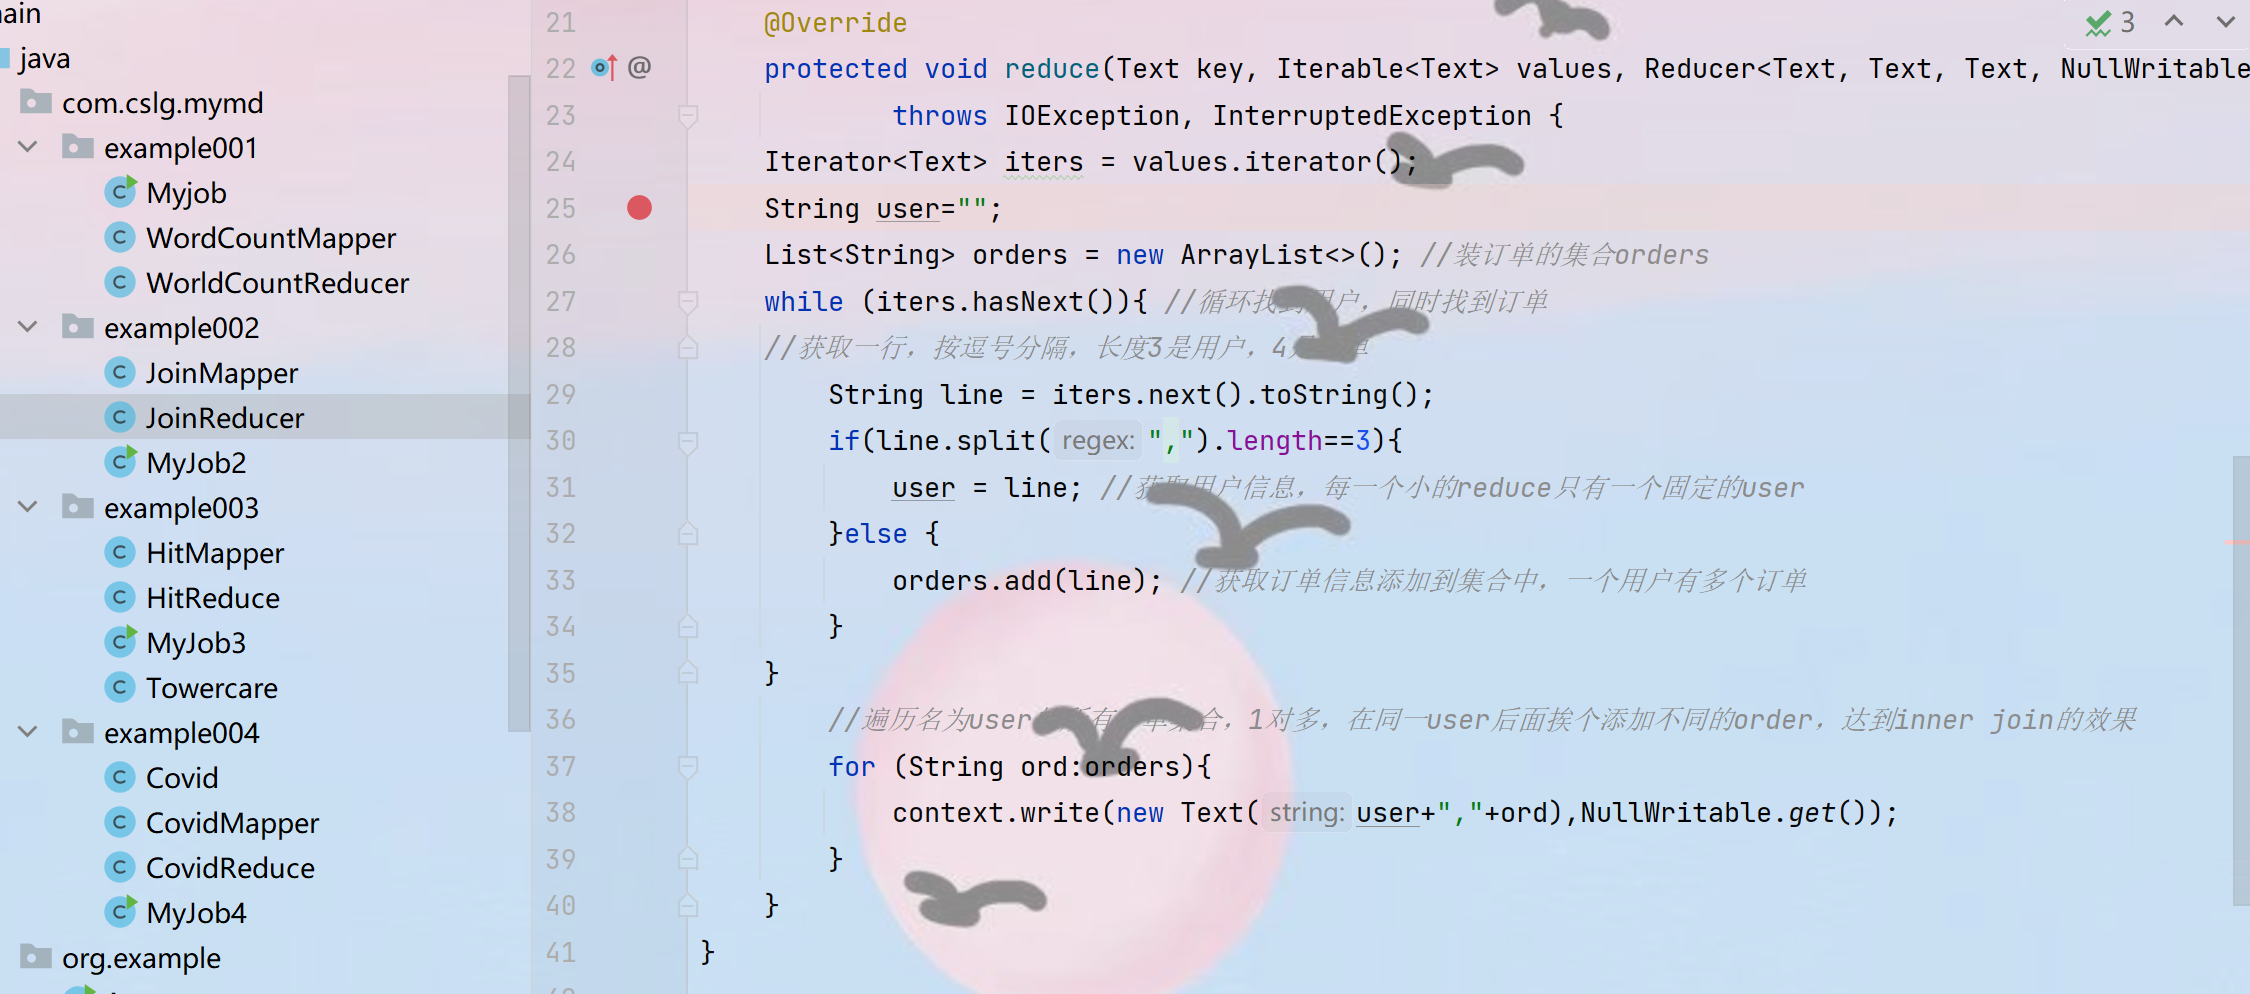 ain
java
com.cslg.mymd
example001
Myjob
WordCountMapper
WorldCountReducer
example002
JoinMapper
JoinReducer
MyJob2
example003
HitMapper
HitReduce
MyJob3
Towercare
example004
Covid
CovidMapper
CovidReduce
MyJob4
org.example
3
21 @Override
22 @ protected void reduce(Text key, Iterable<Text> values, Reducer<Text, Text, Text, NullWritable
23 throws IOException, InterruptedException {
24 Iterator<Text> iters = values.iterator();
25 String user="";
26 List<String> orders = new ArrayList<>(); //装订单的集合orders
27 while (iters.hasNext()){ //循环找到用户，同时找到订单
28 //获取一行，按逗号分隔，长度3是用户，4是 单
29 String line = iters.next().toString();
30 if(line.split( regex: ",").length==3){
31 user = line; //获取用户信息，每一个小的reduce只有一个固定的user
32 }else {
33 orders.add(line); //获取订单信息添加到集合中，一个用户有多个订单
34 }
35 }
36 //遍历名为user 所有 单集合，1对多，在同一user后面挨个添加不同的order，达到inner join的效果
37 for (String ord:orders){
38 context.write(new Text( string: user+","+ord),NullWritable.get());
39 }
40 }
41 }